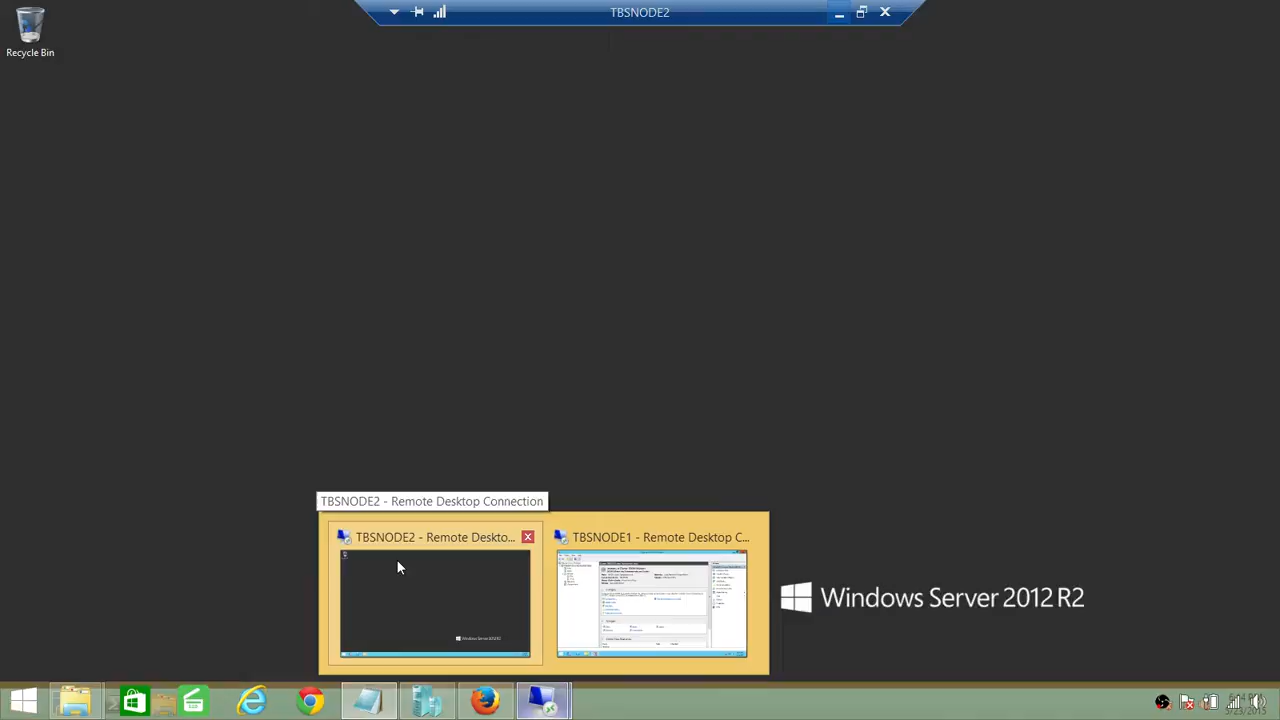 TBSNODE2
Recycle Bin
TBSNODE2 - Remote Desktop Connection
TBSNODE2 - Remote Deskto...
TBSNODE1 - Remote Desktop C...
Windows Server 2012 R2